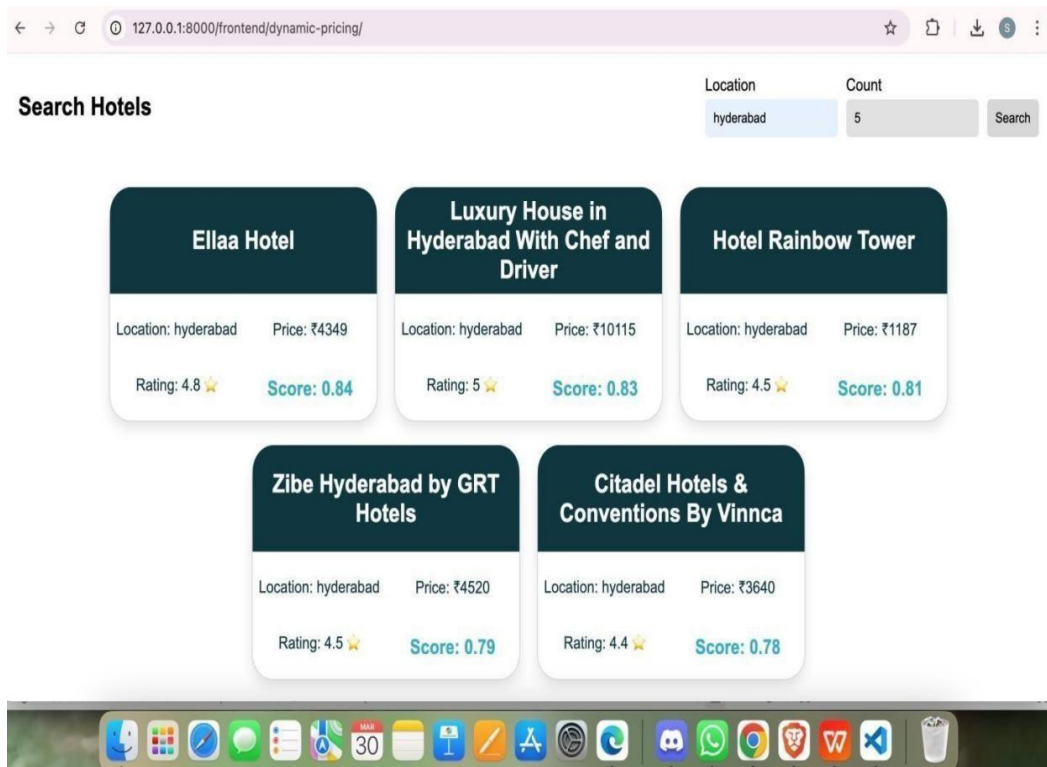 127.0.0.1:8000/frontend/dynamic-pricing/
S
Search Hotels
Location
Count
hyderabad
5
Search
Ellaa Hotel
Location: hyderabad
Price: ₹4349
Rating: 4.8 ⭐
Score: 0.84
Luxury House in
Hyderabad With Chef and
Driver
Location: hyderabad
Price: ₹10115
Rating: 5 ⭐
Score: 0.83
Hotel Rainbow Tower
Location: hyderabad
Price: ₹1187
Rating: 4.5 ⭐
Score: 0.81
Zibe Hyderabad by GRT
Hotels
Location: hyderabad
Price: ₹4520
Rating: 4.5 ⭐
Score: 0.79
Citadel Hotels &
Conventions By Vinnca
Location: hyderabad
Price: ₹3640
Rating: 4.4 ⭐
Score: 0.78
MAR
30